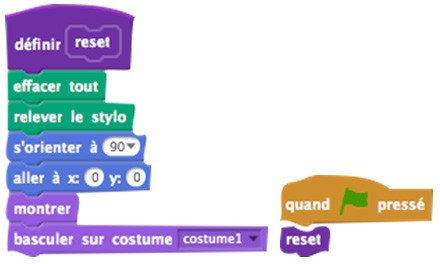 définir reset
effacer tout
relever le stylo
s'orienter à 90
aller à x: 0 y: 0
montrer
basculer sur costume costume1
quand pressé
reset